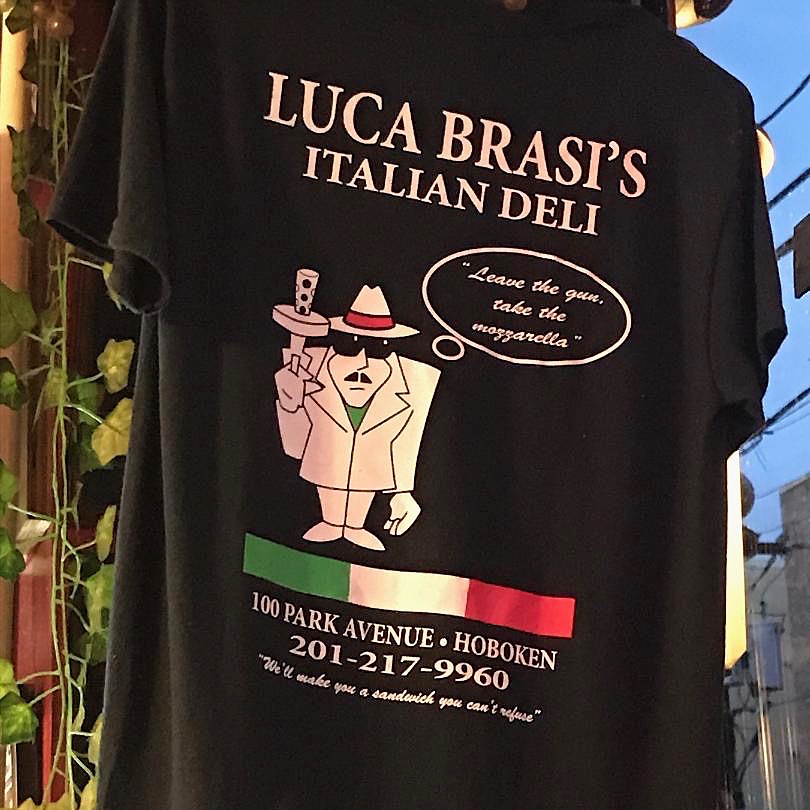 LUCA BRASI'S
ITALIAN DELI
"Leave the gun,
take the
mozzarella"
100 PARK AVENUE • HOBOKEN
201-217-9960
"We'll make you a sandwich you can't refuse"